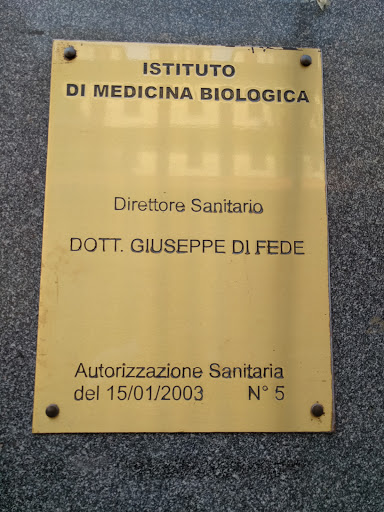 ISTITUTO
DI MEDICINA BIOLOGICA
Direttore Sanitario
DOTT. GIUSEPPE DI FEDE
Autorizzazione Sanitaria
del 15/01/2003 N° 5